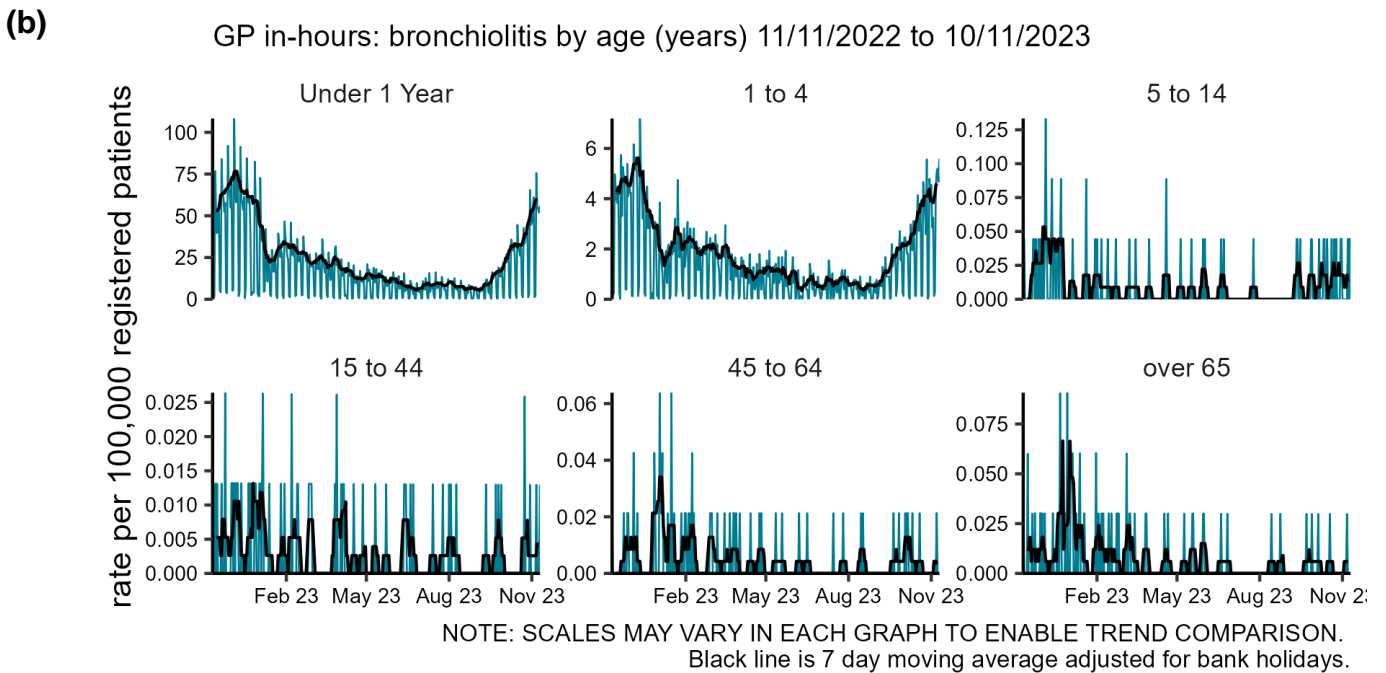 (b)
GP in-hours: bronchiolitis by age (years) 11/11/2022 to 10/11/2023
rate per 100,000 registered patients
Under 1 Year
100
75
50
25
0
1 to 4
6
4
2
0
5 to 14
0.125
0.100
0.075
0.050
0.025
0.000
15 to 44
0.025
0.020
0.015
0.010
0.005
0.000
Feb 23 May 23 Aug 23 Nov 23
45 to 64
0.06
0.04
0.02
0.00
Feb 23 May 23 Aug 23 Nov 23
over 65
0.075
0.050
0.025
0.000
Feb 23 May 23 Aug 23 Nov 2
NOTE: SCALES MAY VARY IN EACH GRAPH TO ENABLE TREND COMPARISON.
Black line is 7 day moving average adjusted for bank holidays.